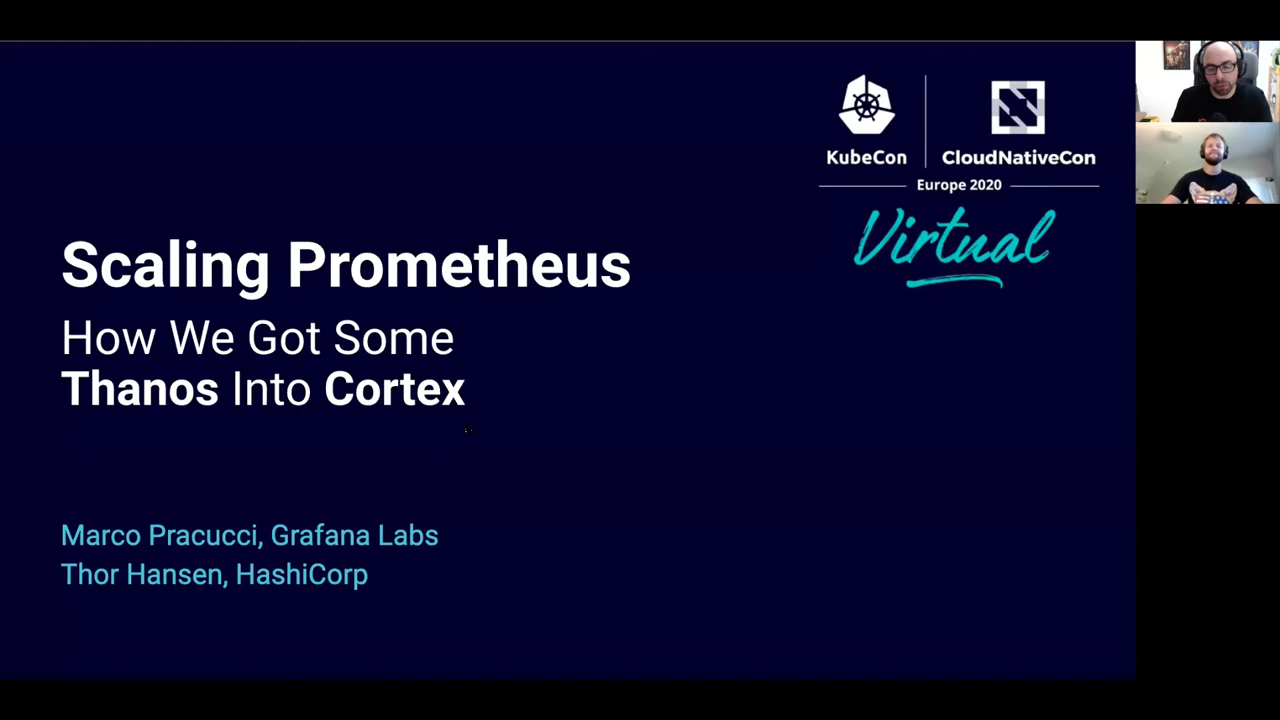 KubeCon
CloudNativeCon
Europe 2020
Virtual
Scaling Prometheus
How We Got Some
Thanos Into Cortex
Marco Pracucci, Grafana Labs
Thor Hansen, HashiCorp